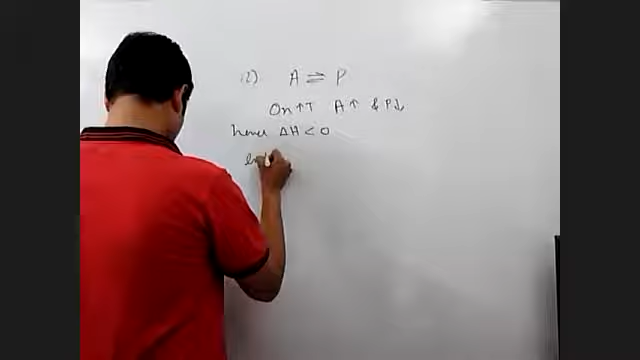 12). A ⇌ P
On ↑T A↑ & P↓
hence ΔH < 0